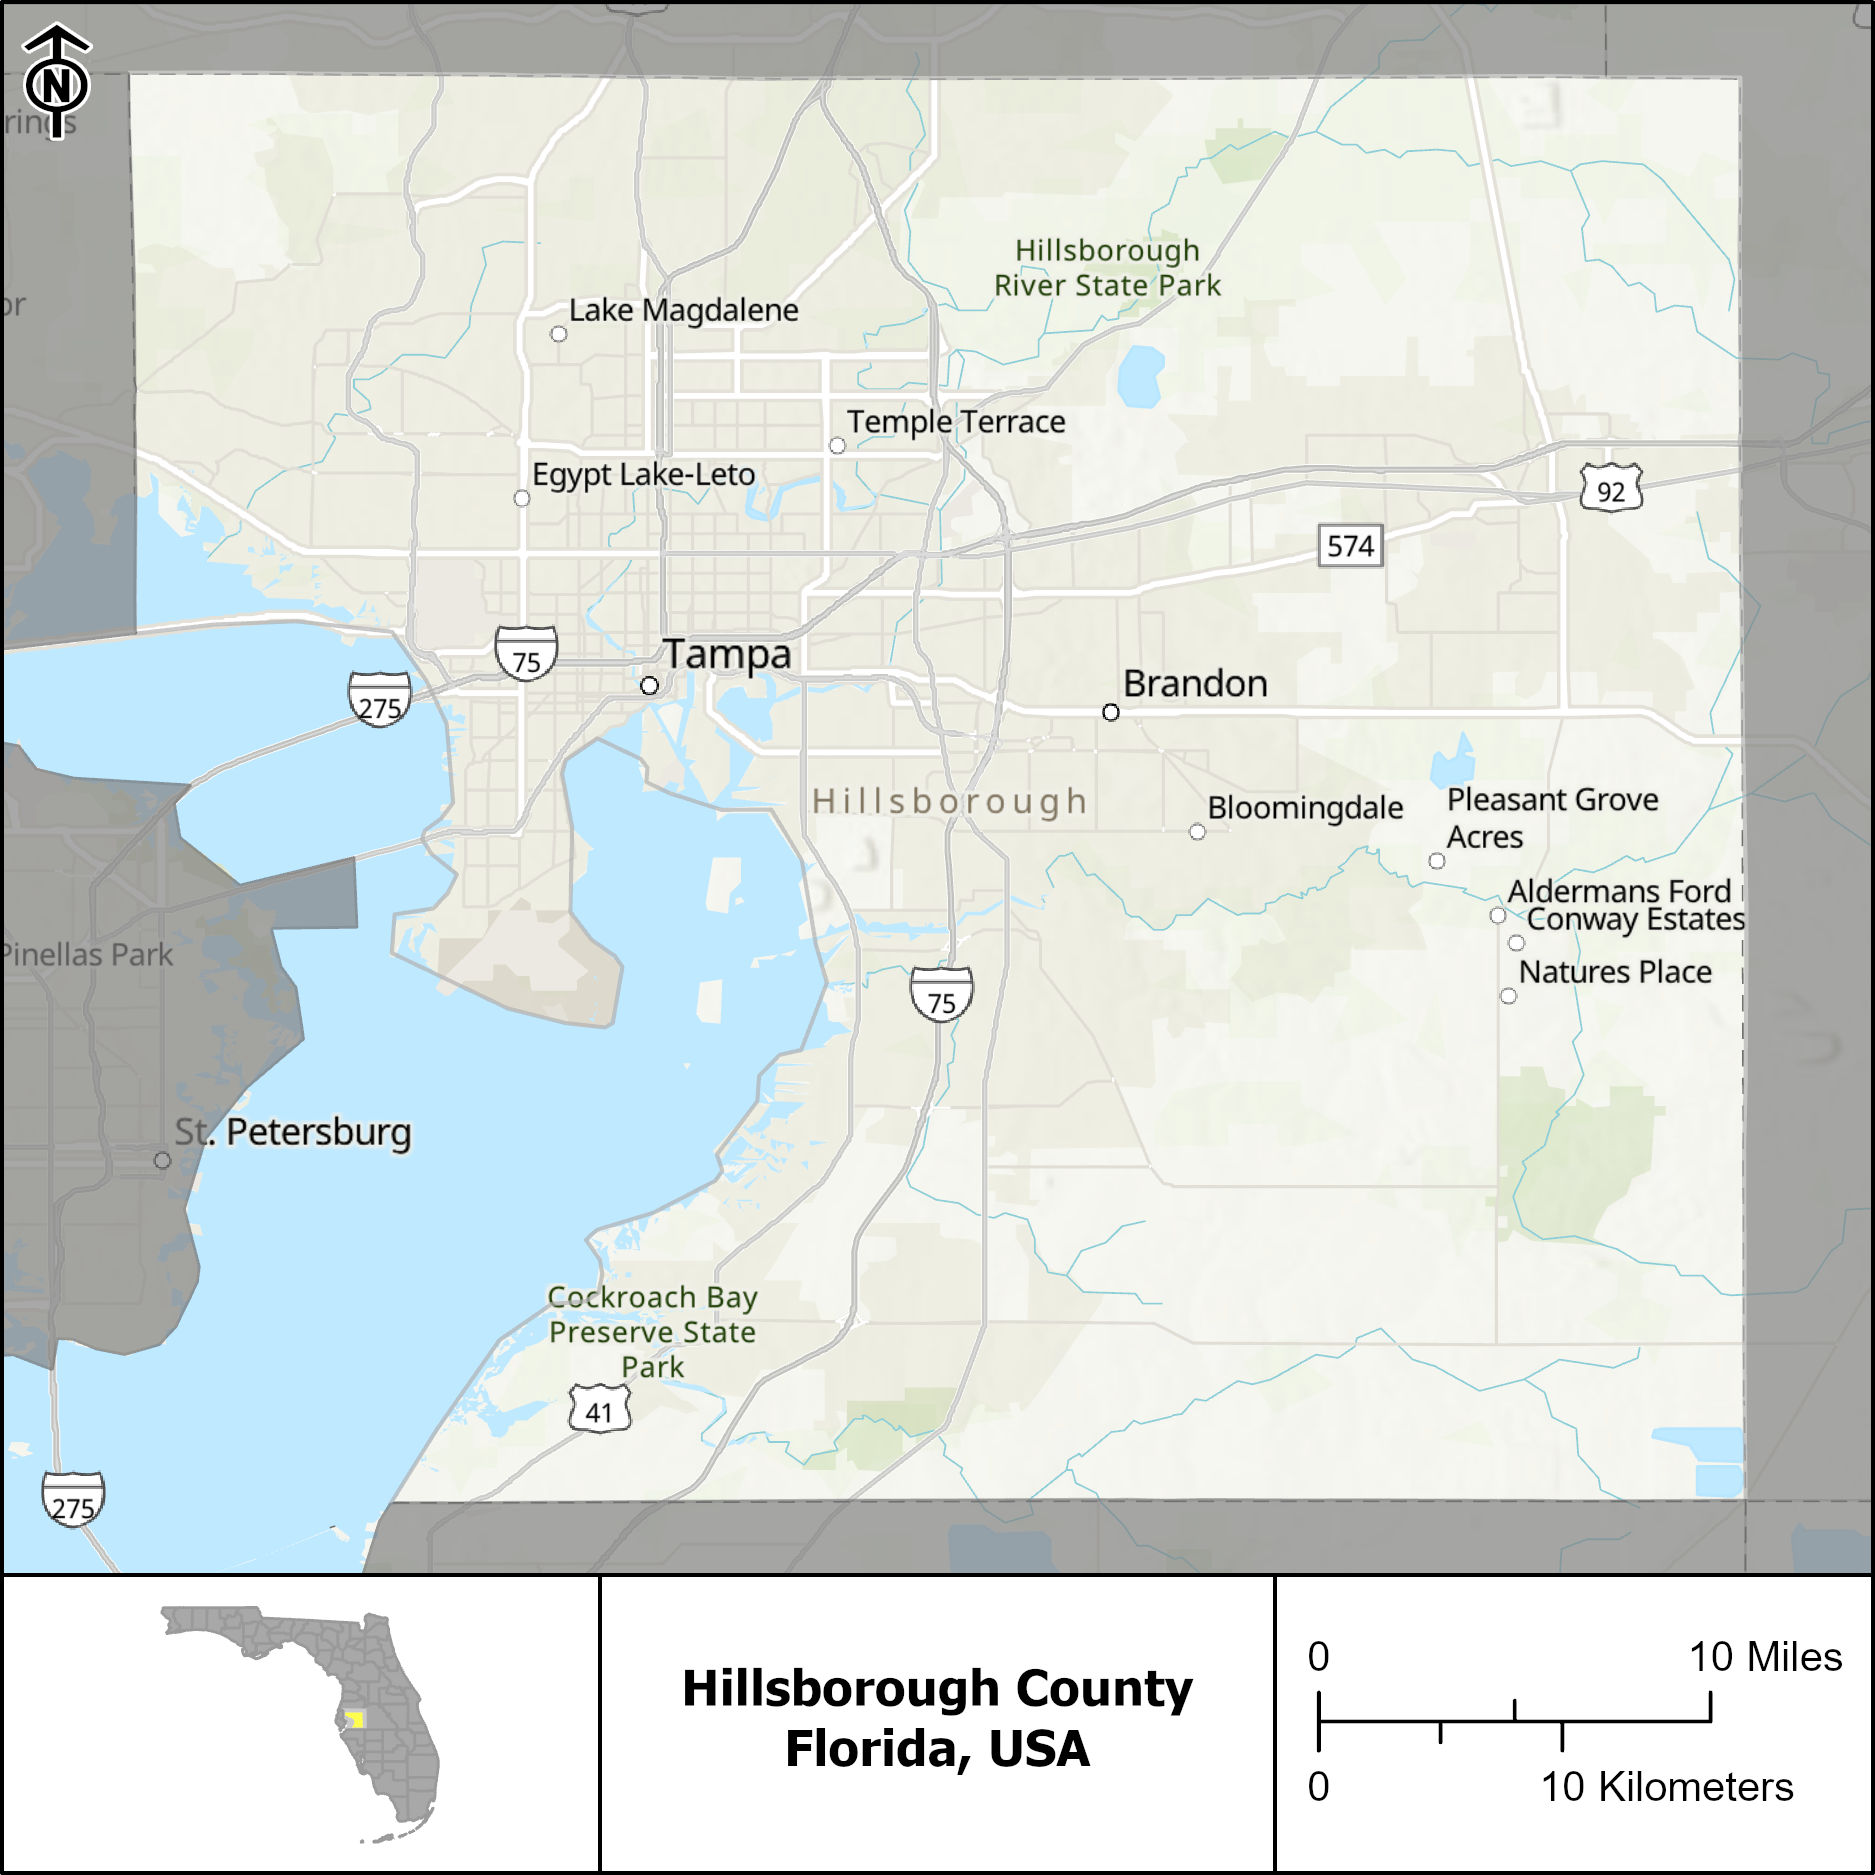 N
rings
or
Hillsborough
River State Park
Lake Magdalene
Temple Terrace
Egypt Lake-Leto
92
574
75
Tampa
275
Brandon
Hillsborough
Bloomingdale
Pleasant Grove
Acres
Aldermans Ford
Conway Estates
Pinellas Park
Natures Place
75
St. Petersburg
Cockroach Bay
Preserve State
Park
41
275
Hillsborough County
Florida, USA
0
10 Miles
0
10 Kilometers